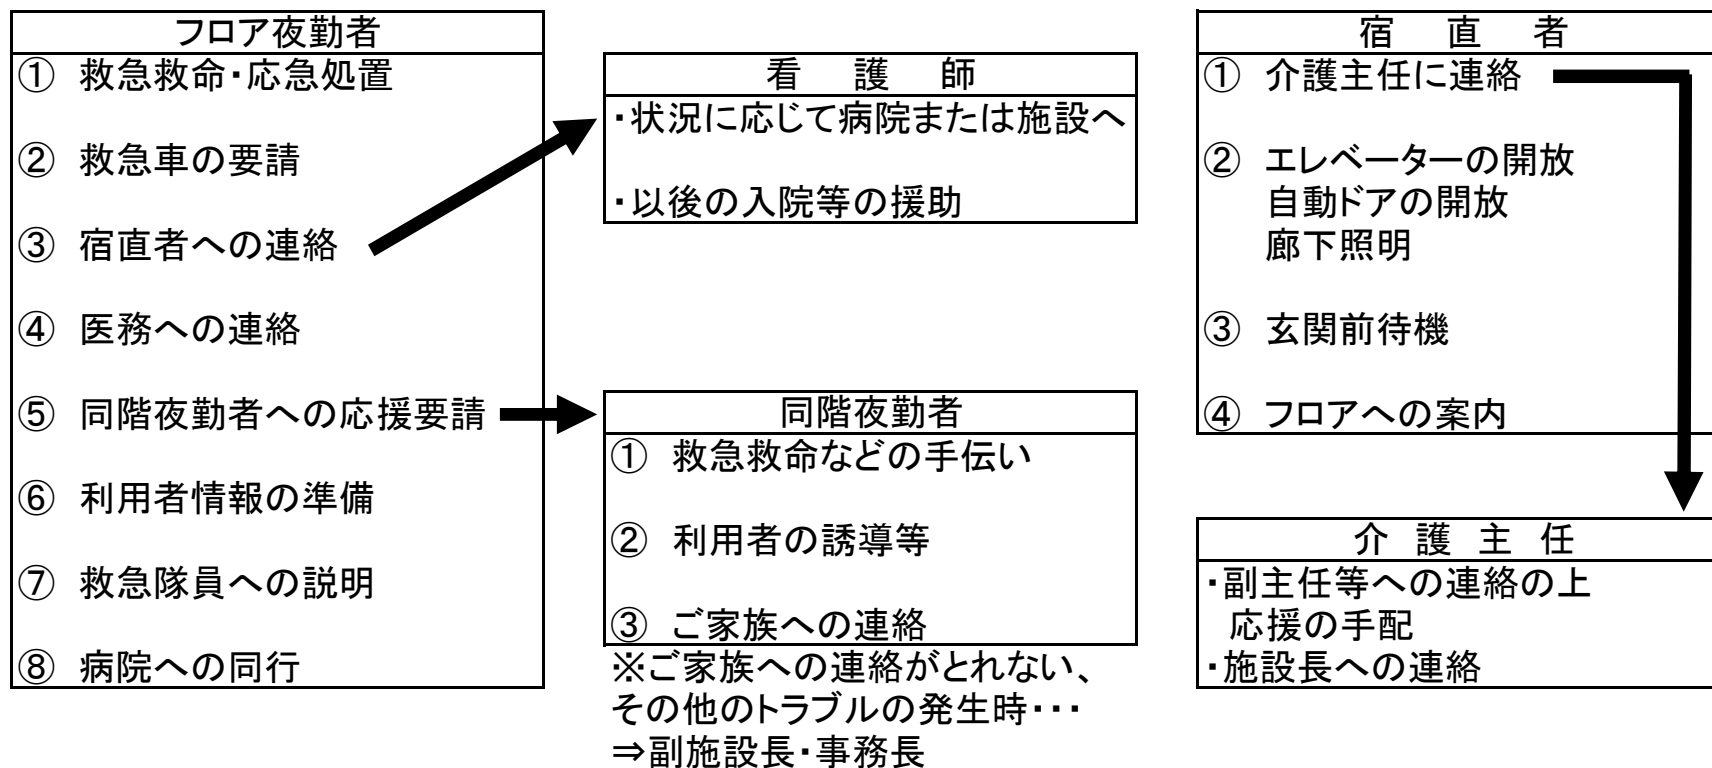 フロア夜勤者
① 救急救命・応急処置
② 救急車の要請
③ 宿直者への連絡
④ 医務への連絡
⑤ 同階夜勤者への応援要請
⑥ 利用者情報の準備
⑦ 救急隊員への説明
⑧ 病院への同行
看 護 師
・状況に応じて病院または施設へ
・以後の入院等の援助
同階夜勤者
① 救急救命などの手伝い
② 利用者の誘導等
③ ご家族への連絡
※ご家族への連絡がとれない、
その他のトラブルの発生時・・・
⇒副施設長・事務長
宿 直 者
① 介護主任に連絡
② エレベーターの開放
自動ドアの開放
廊下照明
③ 玄関前待機
④ フロアへの案内
介 護 主 任
・副主任等への連絡の上
応援の手配
・施設長への連絡